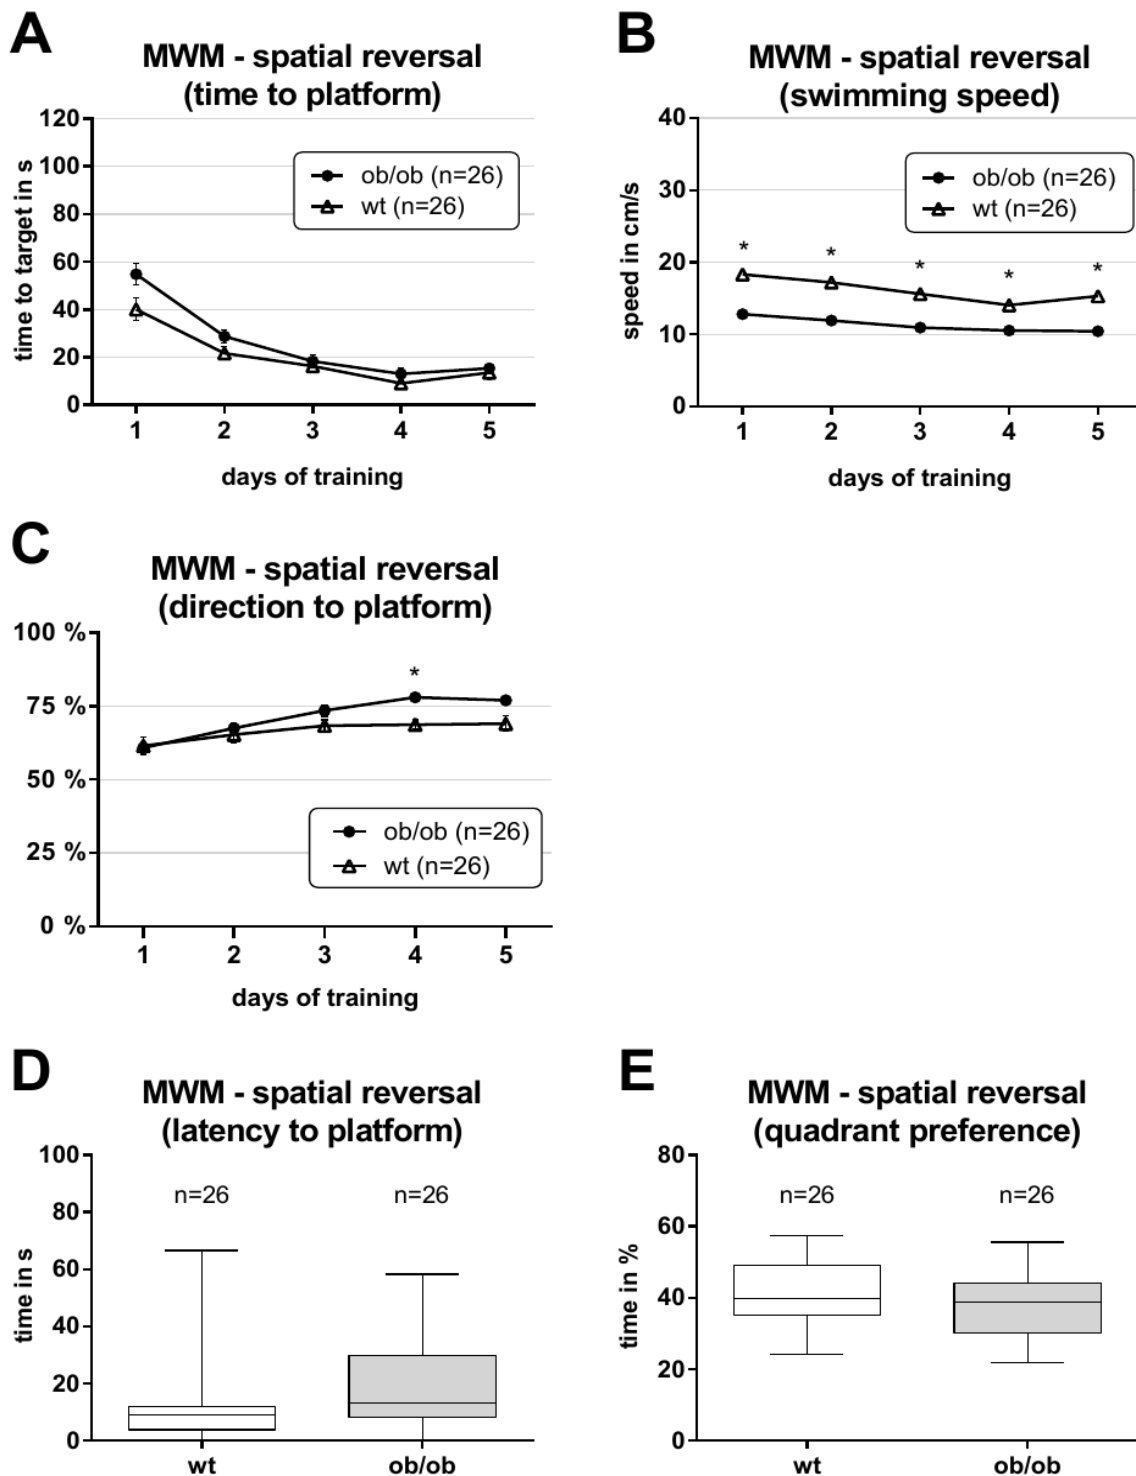 A
MWM - spatial reversal
(time to platform)
120
100
80
60
40
20
0
time to target in s
ob/ob (n=26)
wt (n=26)
1 2 3 4 5
days of training
B
MWM - spatial reversal
(swimming speed)
40
30
20
10
0
speed in cm/s
ob/ob (n=26)
wt (n=26)
* * * * *
1 2 3 4 5
days of training
C
MWM - spatial reversal
(direction to platform)
100 %
75 %
50 %
25 %
0 %
*
ob/ob (n=26)
wt (n=26)
1 2 3 4 5
days of training
D
MWM - spatial reversal
(latency to platform)
100
80
60
40
20
0
time in s
n=26 n=26
wt ob/ob
E
MWM - spatial reversal
(quadrant preference)
80
60
40
20
0
time in %
n=26 n=26
wt ob/ob